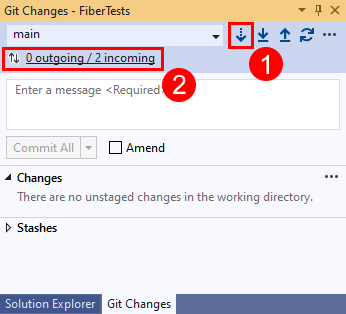 Git Changes - FiberTests
main
1
0 outgoing / 2 incoming
2
Enter a message <Required>
Commit All
Amend
Changes
There are no unstaged changes in the working directory.
Stashes
Solution Explorer
Git Changes